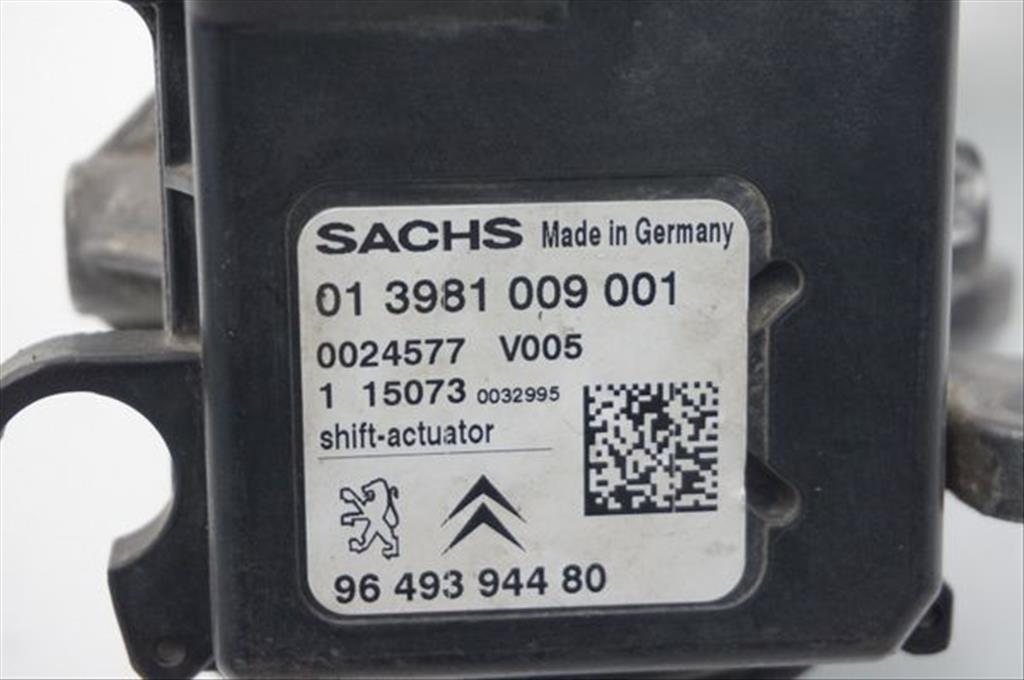 SACHS Made in Germany
01 3981 009 001
0024577 V005
1 15073 0032995
shift-actuator
96 493 944 80